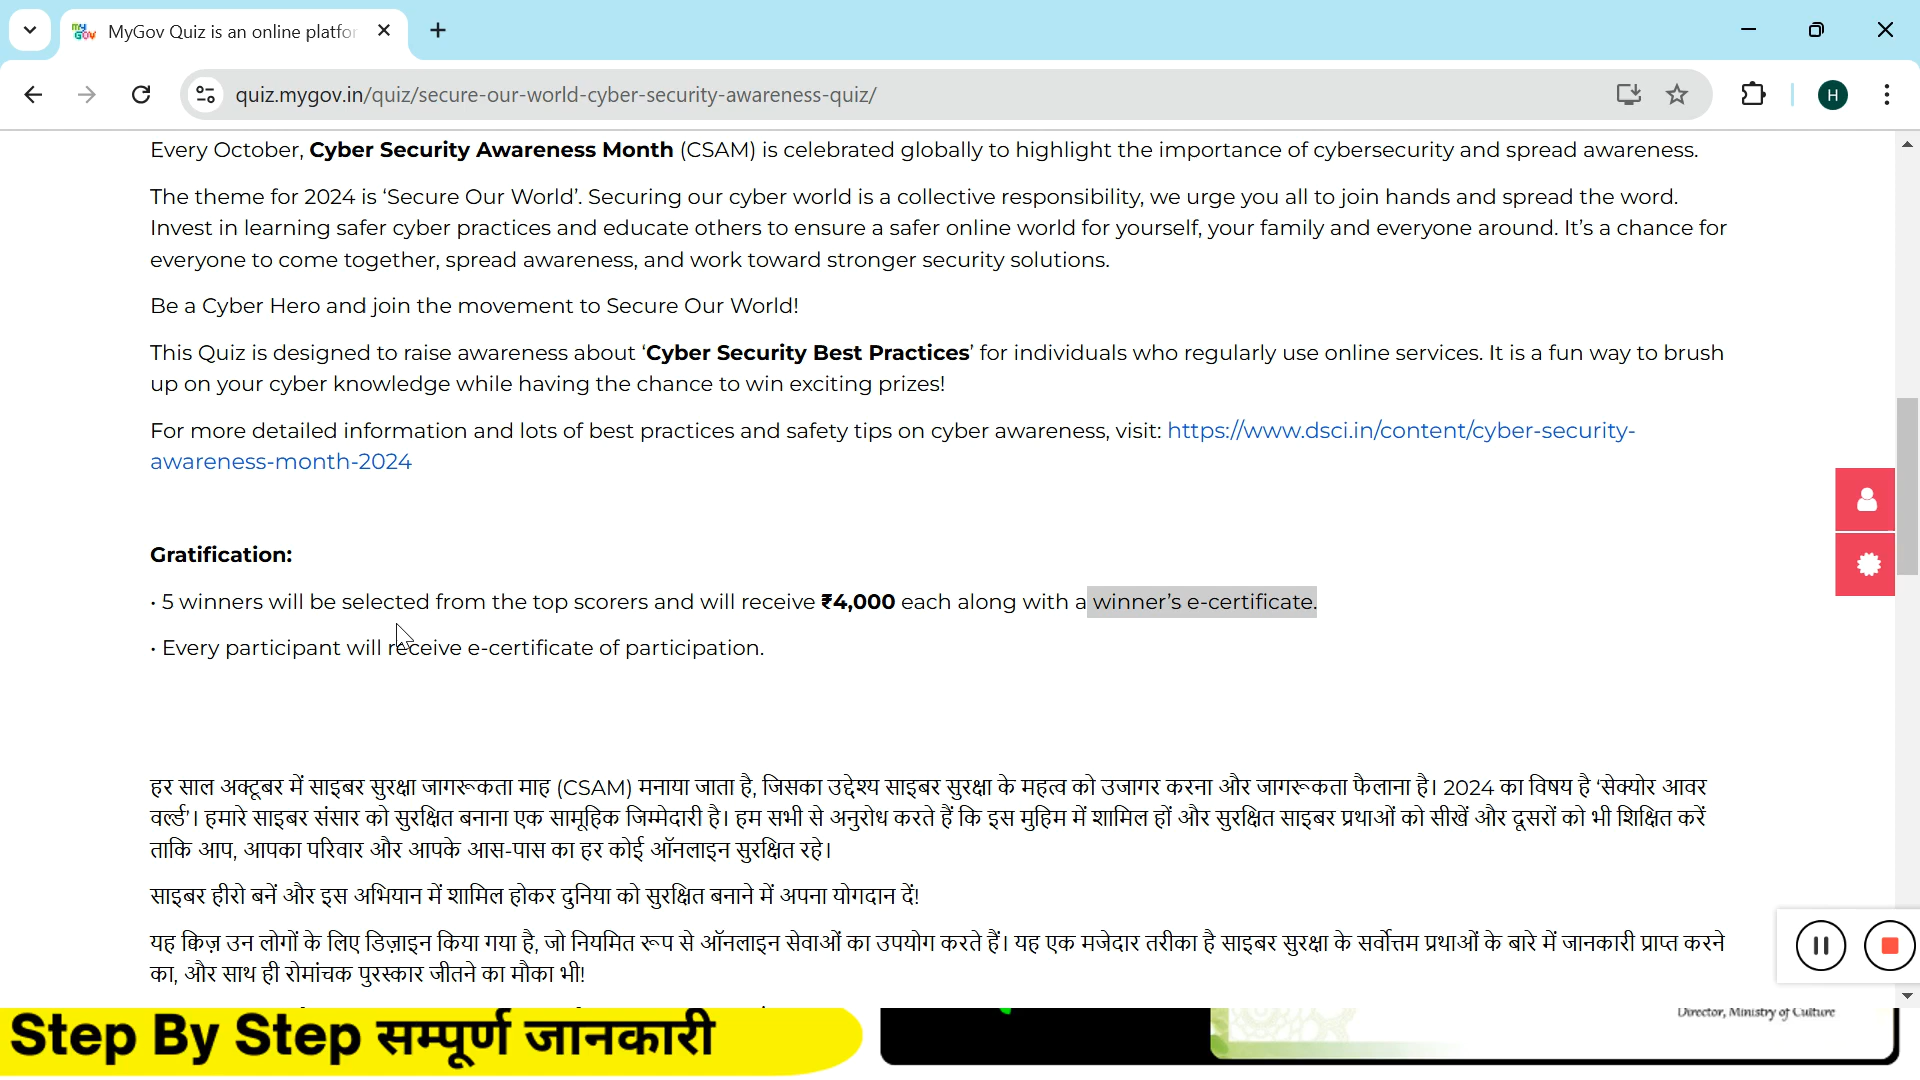 MyGov Quiz is an online platfor
quiz.mygov.in/quiz/secure-our-world-cyber-security-awareness-quiz/
H
Every October, Cyber Security Awareness Month (CSAM) is celebrated globally to highlight the importance of cybersecurity and spread awareness.
The theme for 2024 is ‘Secure Our World’. Securing our cyber world is a collective responsibility, we urge you all to join hands and spread the word.
Invest in learning safer cyber practices and educate others to ensure a safer online world for yourself, your family and everyone around. It’s a chance for
everyone to come together, spread awareness, and work toward stronger security solutions.
Be a Cyber Hero and join the movement to Secure Our World!
This Quiz is designed to raise awareness about ‘Cyber Security Best Practices’ for individuals who regularly use online services. It is a fun way to brush
up on your cyber knowledge while having the chance to win exciting prizes!
For more detailed information and lots of best practices and safety tips on cyber awareness, visit: https://www.dsci.in/content/cyber-security-
awareness-month-2024
Gratification:
• 5 winners will be selected from the top scorers and will receive ₹4,000 each along with a winner’s e-certificate.
• Every participant will receive e-certificate of participation.
हर साल अक्टूबर में साइबर सुरक्षा जागरूकता माह (CSAM) मनाया जाता है, जिसका उद्देश्य साइबर सुरक्षा के महत्व को उजागर करना और जागरूकता फैलाना है। 2024 का विषय है ‘सेक्योर आवर
वर्ल्ड’। हमारे साइबर संसार को सुरक्षित बनाना एक सामूहिक जिम्मेदारी है। हम सभी से अनुरोध करते हैं कि इस मुहिम में शामिल हों और सुरक्षित साइबर प्रथाओं को सीखें और दूसरों को भी शिक्षित करें
ताकि आप, आपका परिवार और आपके आस-पास का हर कोई ऑनलाइन सुरक्षित रहे।
साइबर हीरो बनें और इस अभियान में शामिल होकर दुनिया को सुरक्षित बनाने में अपना योगदान दें!
यह क्विज़ उन लोगों के लिए डिज़ाइन किया गया है, जो नियमित रूप से ऑनलाइन सेवाओं का उपयोग करते हैं। यह एक मजेदार तरीका है साइबर सुरक्षा के सर्वोत्तम प्रथाओं के बारे में जानकारी प्राप्त करने
का, और साथ ही रोमांचक पुरस्कार जीतने का मौका भी!
Step By Step सम्पूर्ण जानकारी
Director, Ministry of Culture